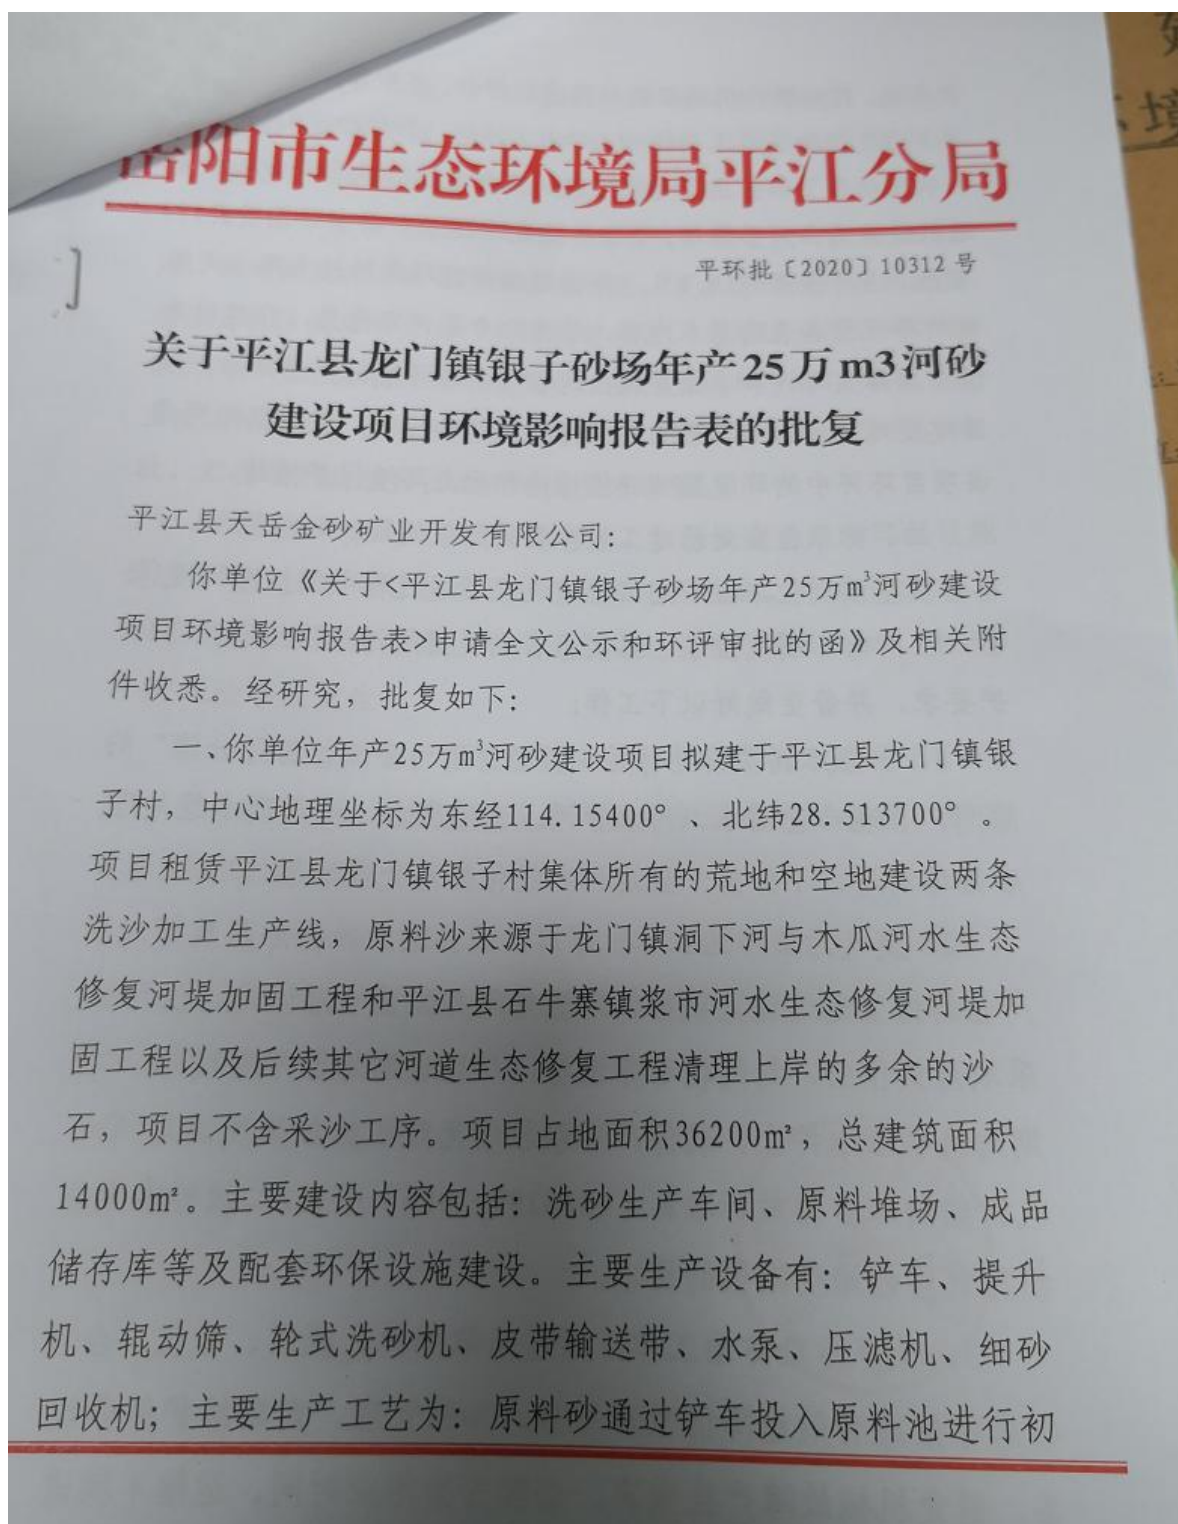 岳阳市生态环境局平江分局
平环批〔2020〕10312号
关于平江县龙门镇银子砂场年产25万m3河砂
建设项目环境影响报告表的批复
平江县天岳金砂矿业开发有限公司:
你单位《关于<平江县龙门镇银子砂场年产25万m³河砂建设
项目环境影响报告表>申请全文公示和环评审批的函》及相关附
件收悉。经研究，批复如下:
一、你单位年产25万m³河砂建设项目拟建于平江县龙门镇银
子村，中心地理坐标为东经114.15400°、北纬28.513700°。
项目租赁平江县龙门镇银子村集体所有的荒地和空地建设两条
洗沙加工生产线，原料沙来源于龙门镇洞下河与木瓜河水生态
修复河堤加固工程和平江县石牛寨镇浆市河水生态修复河堤加
固工程以及后续其它河道生态修复工程清理上岸的多余的沙
石，项目不含采沙工序。项目占地面积36200m²，总建筑面积
14000m²。主要建设内容包括: 洗砂生产车间、原料堆场、成品
储存库等及配套环保设施建设。主要生产设备有: 铲车、提升
机、辊动筛、轮式洗砂机、皮带输送带、水泵、压滤机、细砂
回收机; 主要生产工艺为: 原料砂通过铲车投入原料池进行初
境